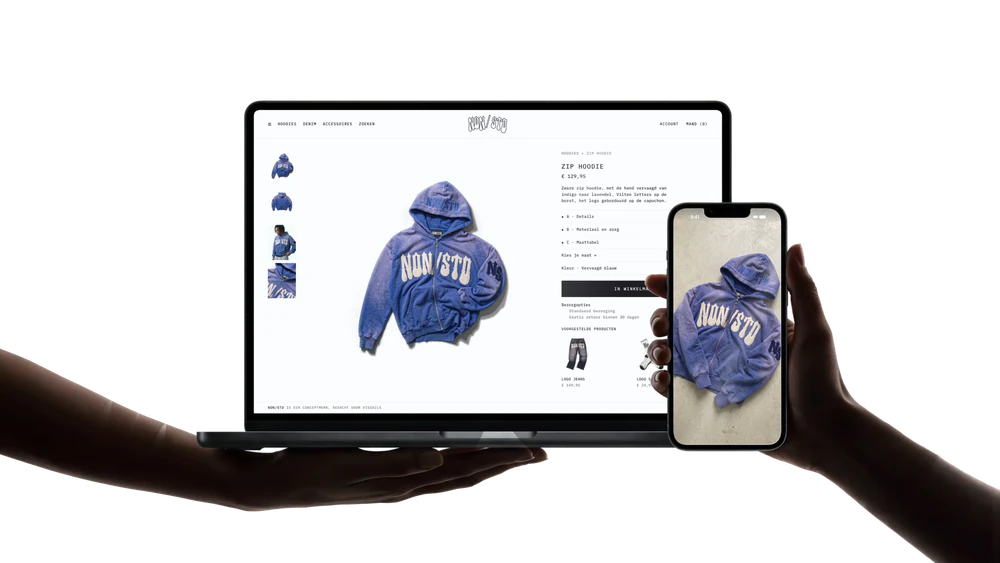 HOODIES DENIM ACCESSOIRES ZOEKEN
NON/STO
ACCOUNT MAND (0)
HOODIES × ZIP HOODIE
ZIP HOODIE
€ 129,95
Zware zip hoodie, met de hand vervaagd van
indigo naar lavendel. Vilten letters op de
borst, het logo geborduurd op de capuchon.
A - Details
B - Materiaal en zorg
C - Maattabel
Kies je maat
Kleur - Vervaagd blauw
IN WINKELMA
Bezorgopties
Standaard bezorging
Gratis retour binnen 30 dagen
VOORGESTELDE PRODUCTEN
LOGO JEANS
€ 149,95
LOGO
NON/STO
NON/STO IS EEN CONCEPTMERK, BEDACHT DOOR VISUALS
9:41
NON/STO